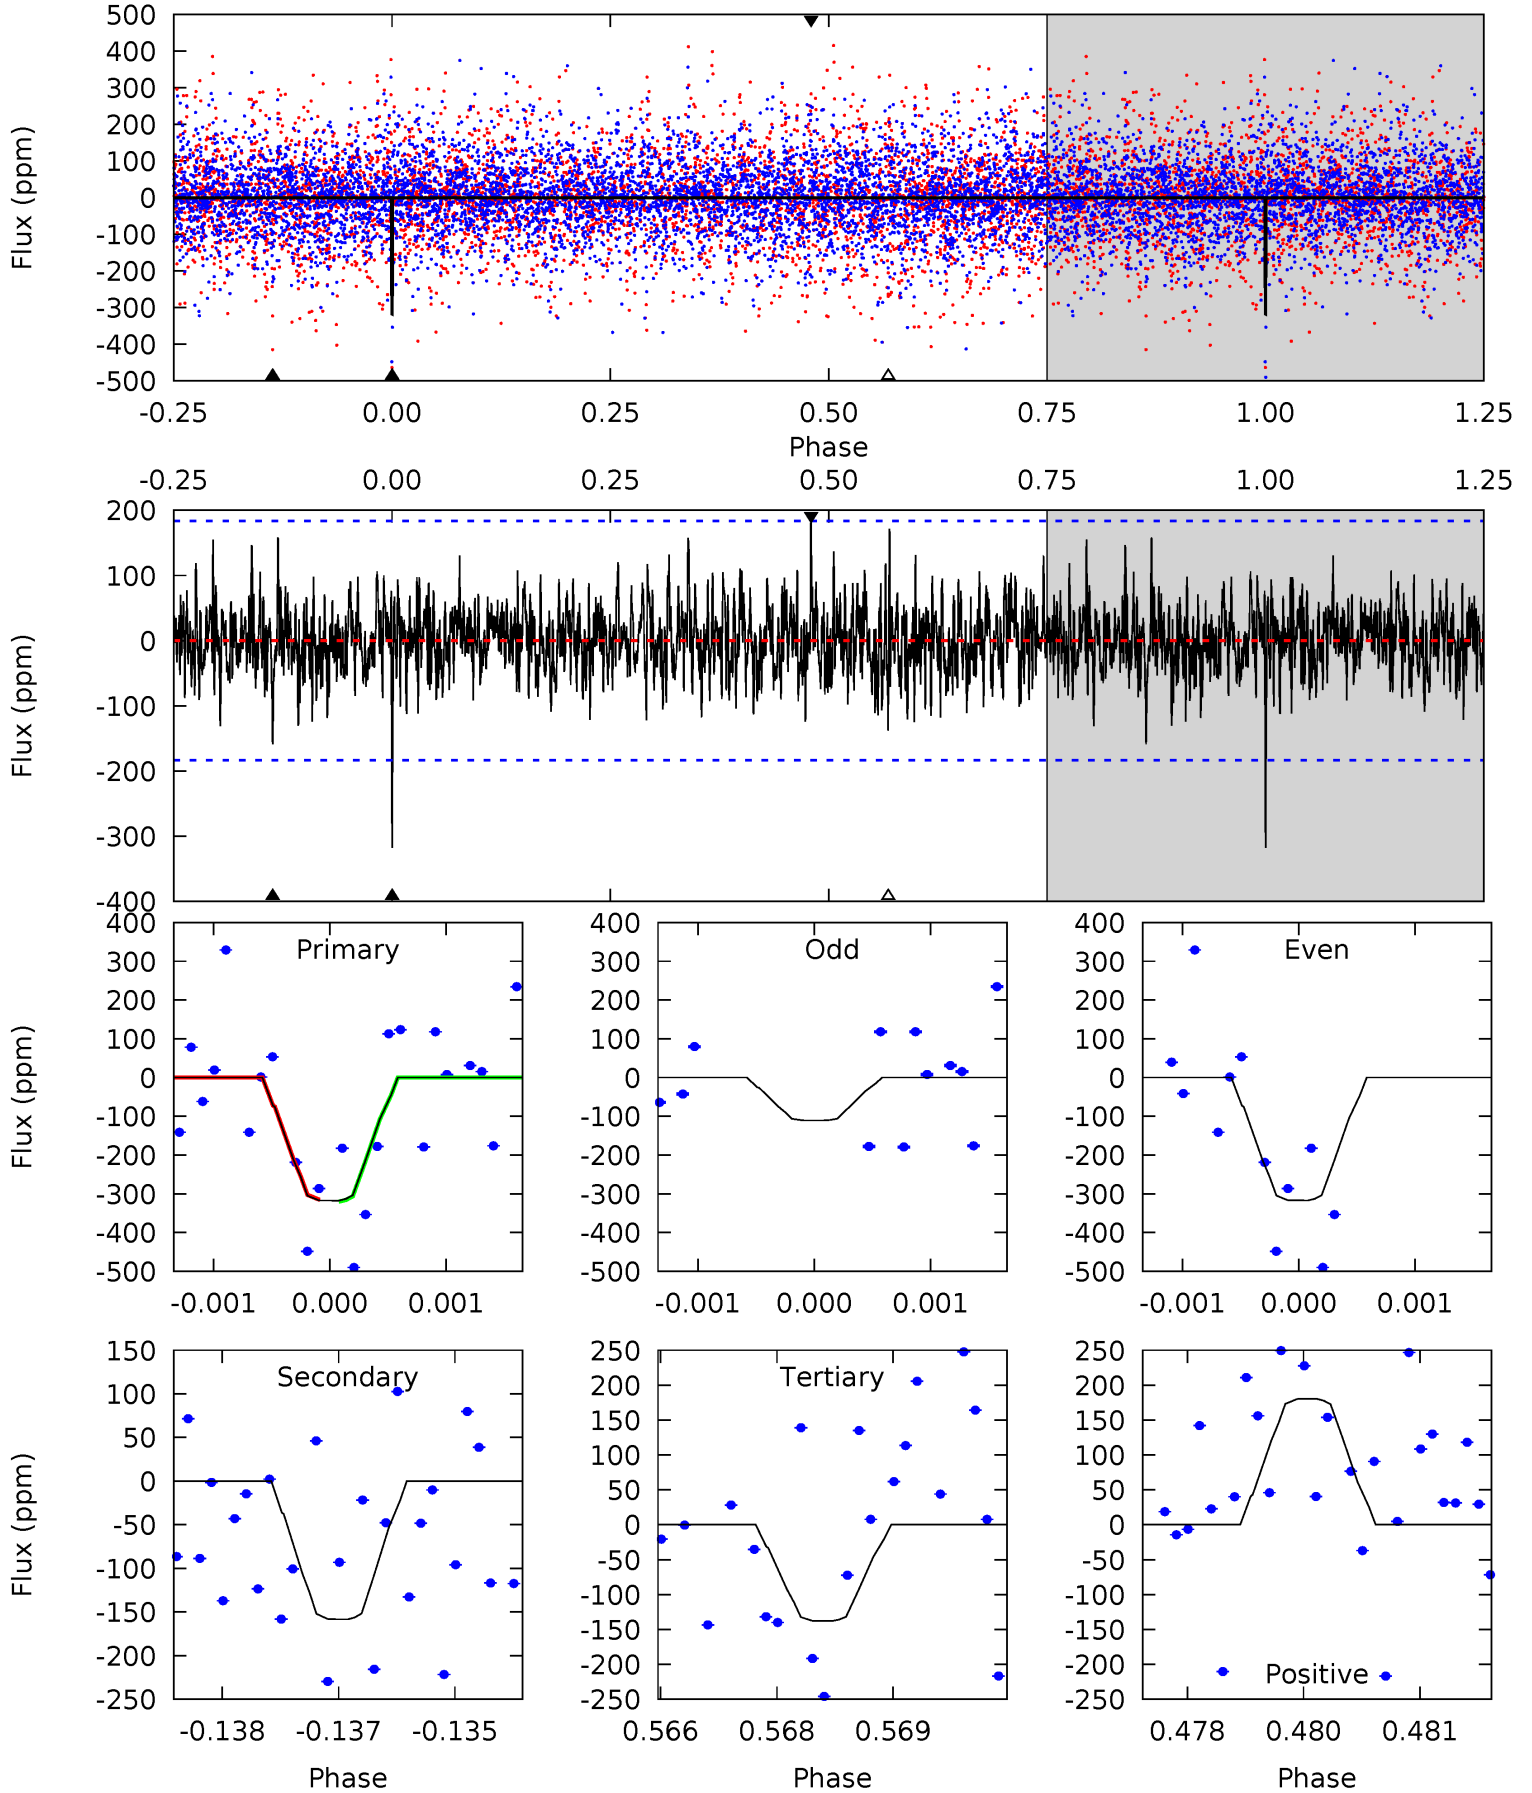 500
400
300
200
100
0
-100
-200
-300
-400
-500
Flux (ppm)
-0.25 0.00 0.25 0.50 0.75 1.00 1.25
Phase
-0.25 0.00 0.25 0.50 0.75 1.00 1.25
200
100
0
-100
-200
-300
-400
Flux (ppm)
Primary Odd Even
400 400 400
300 300 300
200 200 200
100 100 100
0 0 0
-100 -100 -100
-200 -200 -200
-300 -300 -300
-400 -400 -400
-500 -500 -500
Flux (ppm)
-0.001 0.000 0.001 -0.001 0.000 0.001 -0.001 0.000 0.001
Secondary Tertiary
150 250 250
100 200 200
50 150 150
0 100 100
-50 50 50
-100 0 0
-150 -50 -50
-200 -100 -100
-250 -150 -150
-200 -200
-250 -250
Positive
Flux (ppm)
-0.138 -0.137 -0.135 0.566 0.568 0.569 0.478 0.480 0.481
Phase Phase Phase